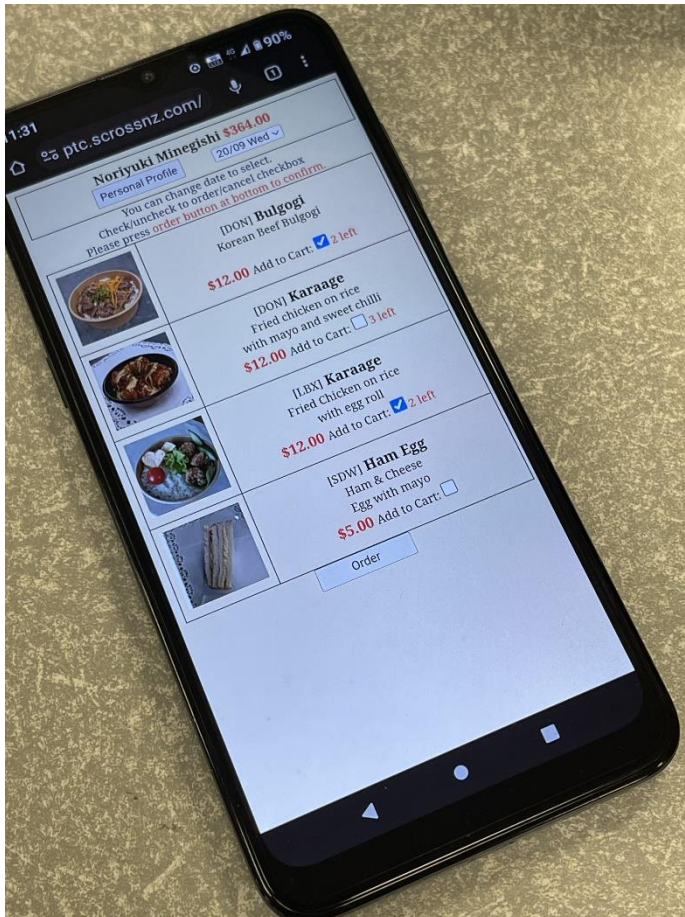 11:31
4G 90%
ptc.scrossnz.com/
1
Noriyuki Minegishi $364.00
Personal Profile 20/09 Wed
You can change date to select.
Check/uncheck to order/cancel checkbox
Please press order button at bottom to confirm.
[DON] Bulgogi
Korean Beef Bulgogi
$12.00 Add to Cart: 2 left
[DON] Karaage
Fried chicken on rice
with mayo and sweet chilli
$12.00 Add to Cart: 3 left
[LBX] Karaage
Fried Chicken on rice
with egg roll
$12.00 Add to Cart: 2 left
[SDW] Ham Egg
Ham & Cheese
Egg with mayo
$5.00 Add to Cart:
Order